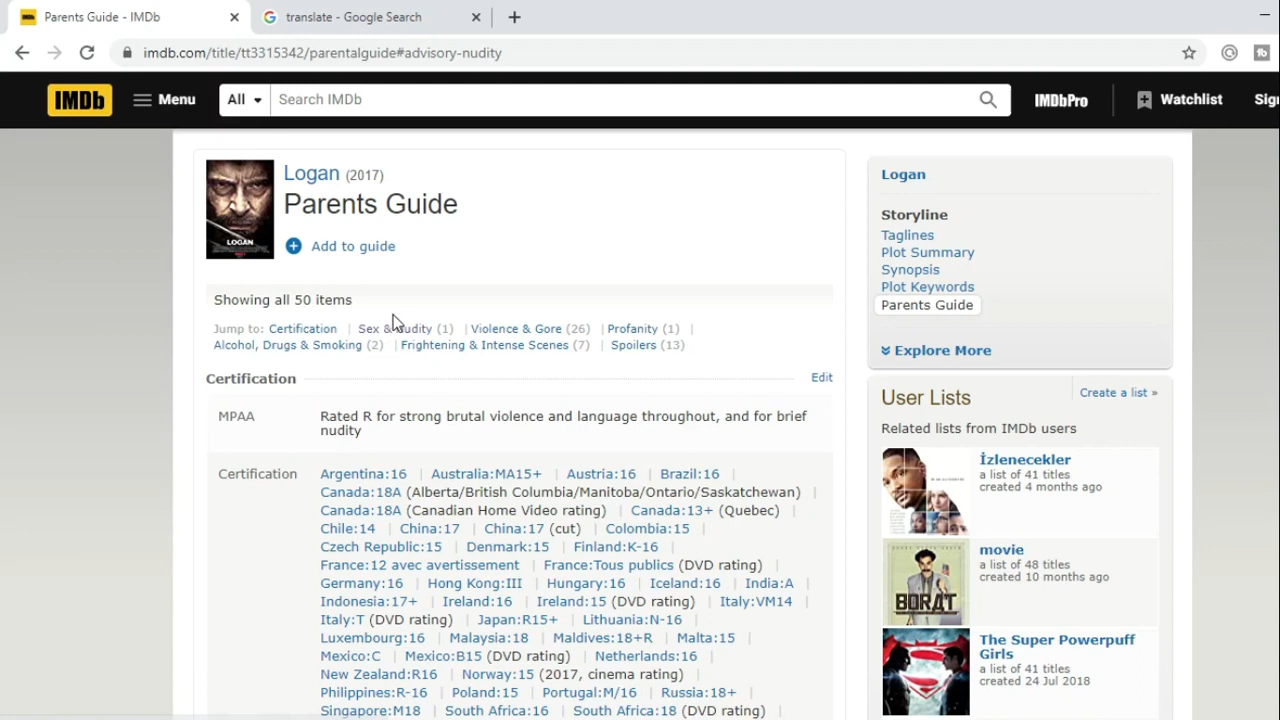 Parents Guide - IMDb
translate - Google Search
imdb.com/title/tt3315342/parentalguide#advisory-nudity
IMDb Menu All Search IMDb IMDbPro Watchlist Sig
Logan (2017)
Parents Guide
Add to guide
LOGAN
Showing all 50 items
Jump to: Certification | Sex & Nudity (1) | Violence & Gore (26) | Profanity (1) |
Alcohol, Drugs & Smoking (2) | Frightening & Intense Scenes (7) | Spoilers (13)
Certification Edit
MPAA Rated R for strong brutal violence and language throughout, and for brief
nudity
Certification Argentina:16 | Australia:MA15+ | Austria:16 | Brazil:16 |
Canada:18A (Alberta/British Columbia/Manitoba/Ontario/Saskatchewan) |
Canada:18A (Canadian Home Video rating) | Canada:13+ (Quebec) |
Chile:14 | China:17 | China:17 (cut) | Colombia:15 |
Czech Republic:15 | Denmark:15 | Finland:K-16 |
France:12 avec avertissement | France:Tous publics (DVD rating) |
Germany:16 | Hong Kong:III | Hungary:16 | Iceland:16 | India:A |
Indonesia:17+ | Ireland:16 | Ireland:15 (DVD rating) | Italy:VM14 |
Italy:T (DVD rating) | Japan:R15+ | Lithuania:N-16 |
Luxembourg:16 | Malaysia:18 | Maldives:18+R | Malta:15 |
Mexico:C | Mexico:B15 (DVD rating) | Netherlands:16 |
New Zealand:R16 | Norway:15 (2017, cinema rating) |
Philippines:R-16 | Poland:15 | Portugal:M/16 | Russia:18+ |
Singapore:M18 | South Africa:16 | South Africa:18 (DVD rating) |
Logan
Storyline
Taglines
Plot Summary
Synopsis
Plot Keywords
Parents Guide
Explore More
User Lists Create a list »
Related lists from IMDb users
İzlenecekler
a list of 41 titles
created 4 months ago
movie
a list of 48 titles
created 10 months ago
BORAT
The Super Powerpuff
Girls
a list of 41 titles
created 24 Jul 2018